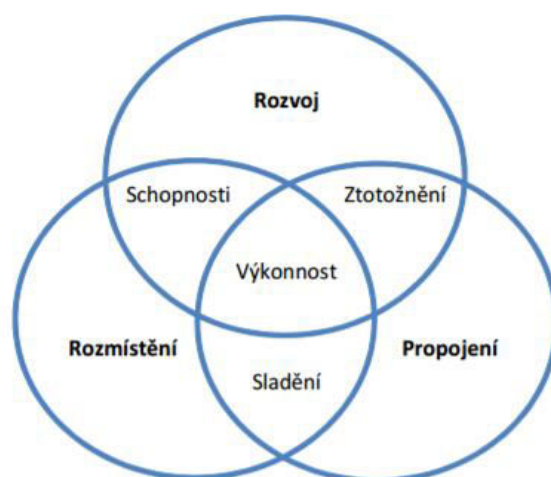 Rozvoj
Schopnosti
Ztotožnění
Výkonnost
Rozmístění
Propojení
Sladění